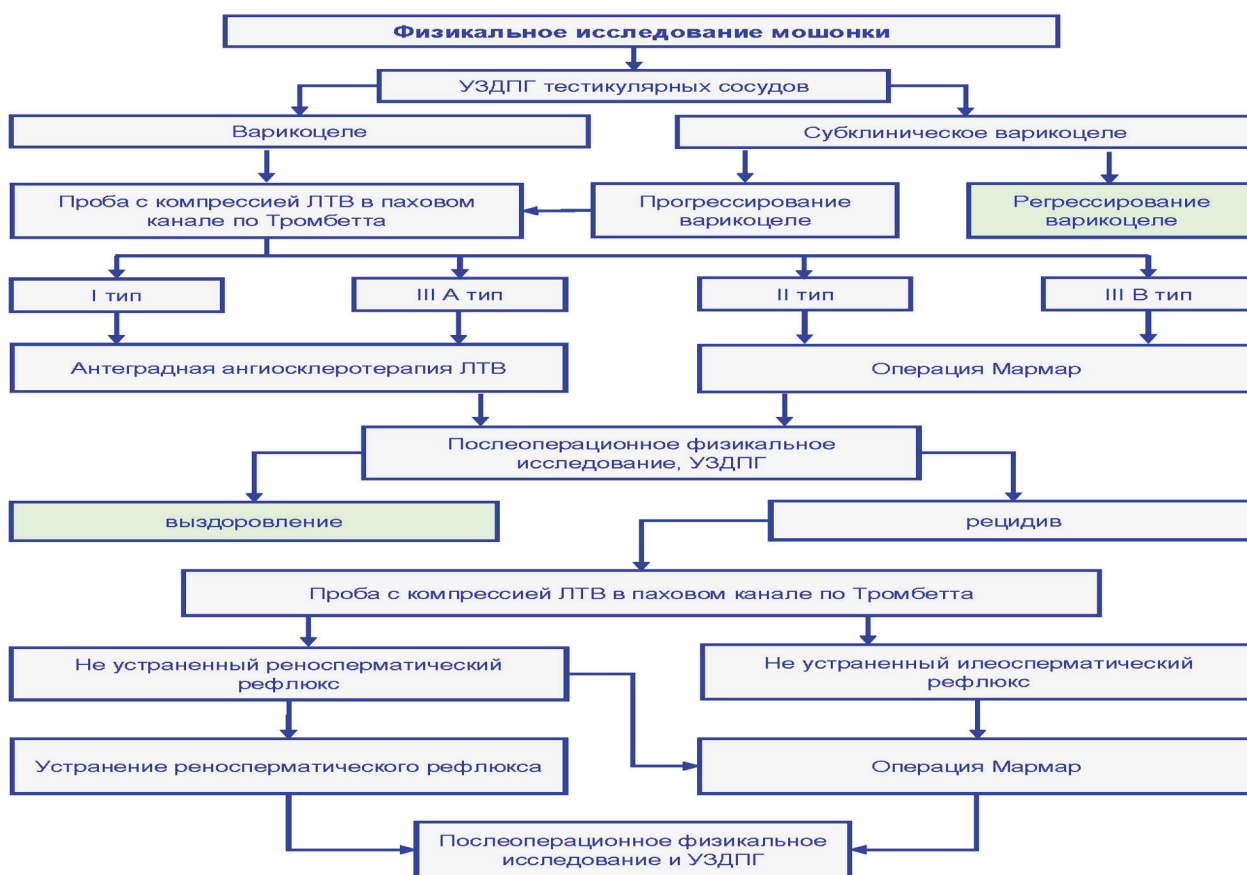 Физикальное исследование мошонки
УЗДПГ тестикулярных сосудов
Варикоцеле
Субклиническое варикоцеле
Проба с компрессией ЛТВ в паховом
канале по Тромбетта
Прогрессирование
варикоцеле
Регрессирование
варикоцеле
I тип
III А тип
II тип
III В тип
Антеградная ангиосклеротерапия ЛТВ
Операция Мармар
Послеоперационное физикальное
исследование, УЗДПГ
выздоровление
рецидив
Проба с компрессией ЛТВ в паховом канале по Тромбетта
Не устраненный реносперматический
рефлюкс
Не устраненный илеосперматический
рефлюкс
Устранение реносперматического рефлюкса
Операция Мармар
Послеоперационное физикальное
исследование и УЗДПГ